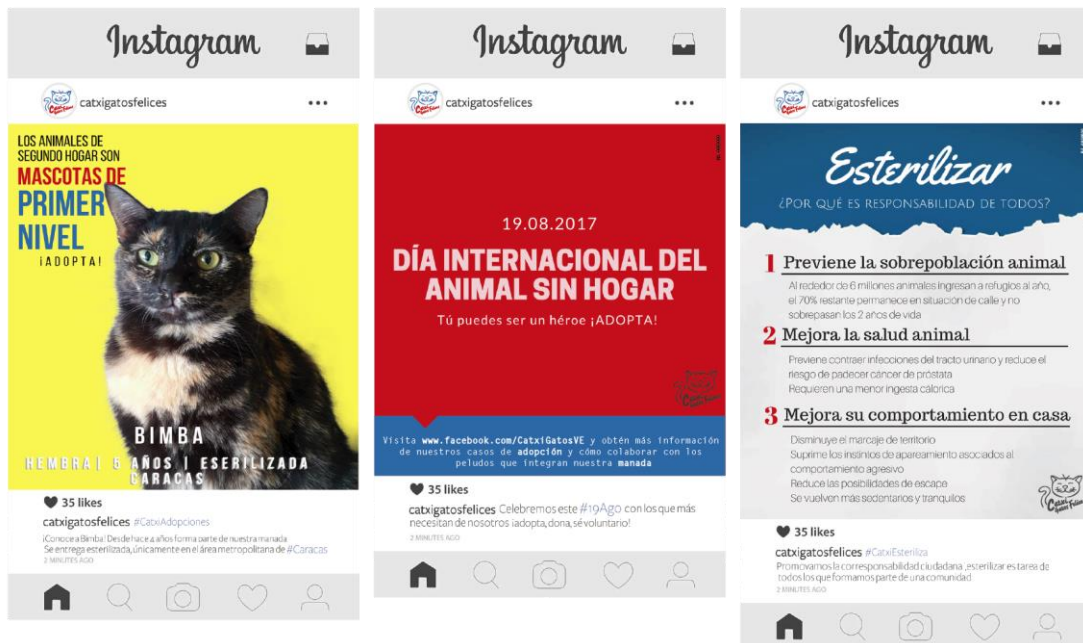 Instagram
catxigatosfelices
LOS ANIMALES DE
SEGUNDO HOGAR SON
MASCOTAS DE
PRIMER
NIVEL
¡ADOPTA!
BIMBA
HEMBRA| 5 AÑOS | ESERILIZADA
CARACAS
35 likes
catxigatosfelices #CatxiAdopciones
¡Conoce a Bimba! Desde hace 4 años forma parte de nuestra manada
Se entrega esterilizada, únicamente en el área metropolitana de #Caracas
2 MINUTES AGO
Instagram
catxigatosfelices
19.08.2017
DÍA INTERNACIONAL DEL
ANIMAL SIN HOGAR
Tú puedes ser un héroe ¡ADOPTA!
Visita www.facebook.com/CatxiGatosVE y obtén más información
de nuestros casos de adopción y cómo colaborar con los
peludos que integran nuestra manada
35 likes
catxigatosfelices Celebremos este #19Ago con los que más
necesitan de nosotros ¡adopta, dona, sé voluntario!
2 MINUTES AGO
Instagram
catxigatosfelices
Esterilizar
¿POR QUÉ ES RESPONSABILIDAD DE TODOS?
1 Previene la sobrepoblación animal
Al rededor de 6 millones animales ingresan a refugios al año,
el 70% restante permanece en situacion de calle y no
sobrepasan los 2 años de vida
2 Mejora la salud animal
Previene contraer infecciones del tracto urinario y reduce el
riesgo de padecer cáncer de próstata
Requieren una menor ingesta cálorica
3 Mejora su comportamiento en casa
Disminuye el marcaje de territorio
Suprime los instintos de apareamiento asociados al
comportamiento agresivo
Reduce las posibilidades de escape
Se vuelven más sedentarios y tranquilos
Catxi
Gatos Felices
35 likes
catxigatosfelices #CatxiEsteriliza
Promovamos la corresponsabilidad ciudadana ,esterilizar es tarea de
todos los que formamos parte de una comunidad
2 MINUTES AGO